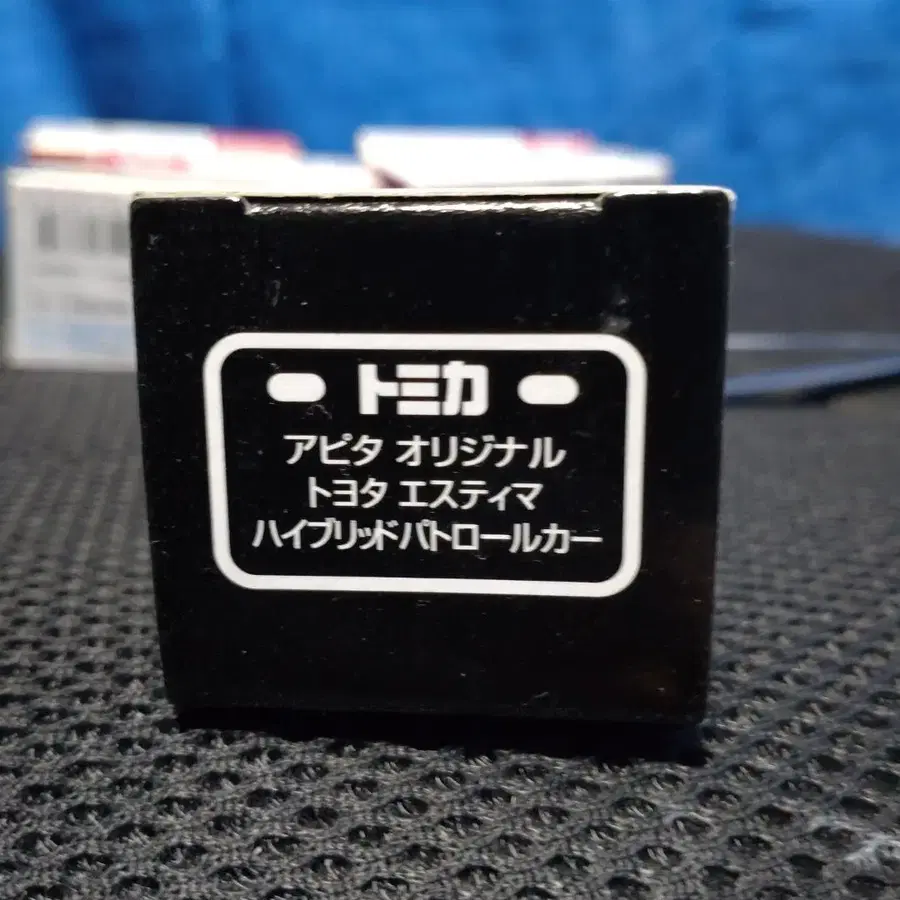 トミカ
アピタ オリジナル
トヨタ エスティマ
ハイブリッドパトロールカー